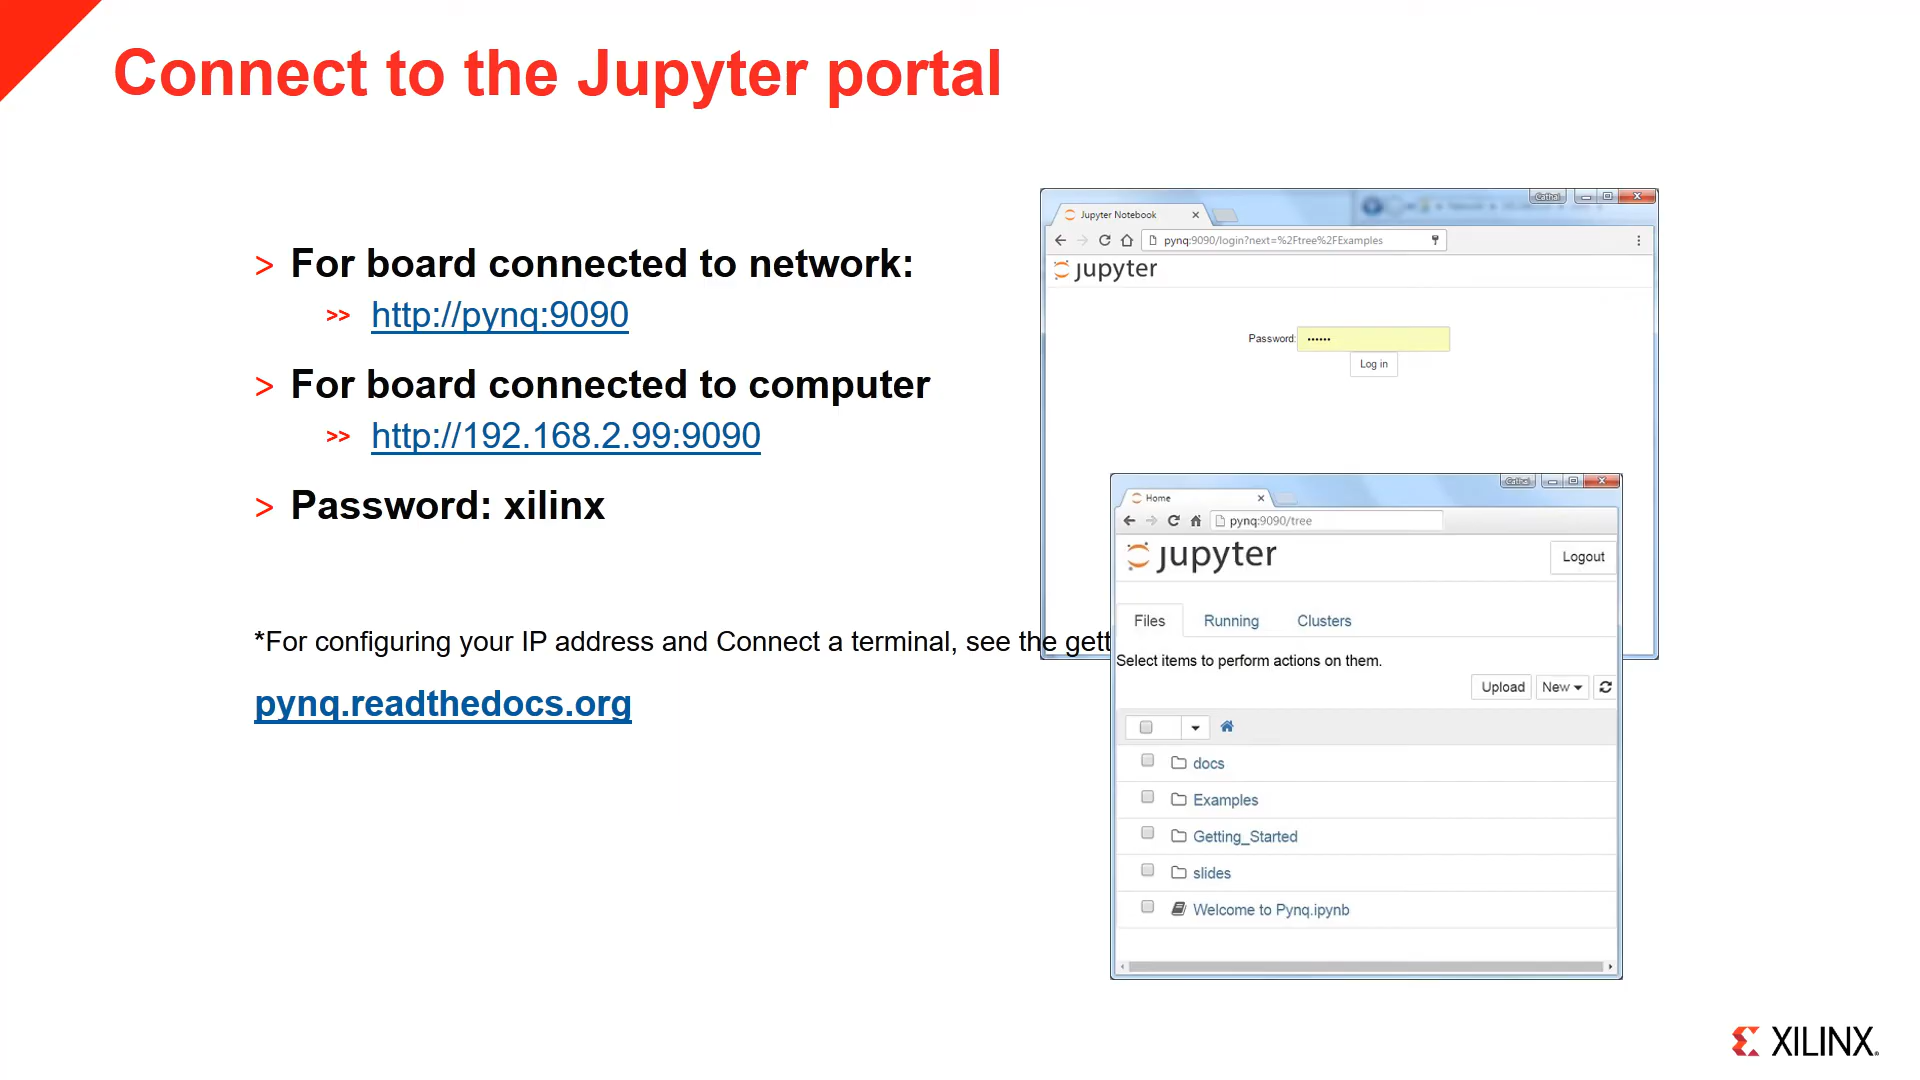 Connect to the Jupyter portal
> For board connected to network:
>> http://pynq:9090
> For board connected to computer
>> http://192.168.2.99:9090
> Password: xilinx
*For configuring your IP address and Connect a terminal, see the gett
pynq.readthedocs.org
Jupyter Notebook
pynq:9090/login?next=%2Ftree%2FExamples
jupyter
Password: ••••••
Log in
Home
pynq:9090/tree
jupyter
Logout
Files Running Clusters
Select items to perform actions on them.
Upload New
docs
Examples
Getting_Started
slides
Welcome to Pynq.ipynb
XILINX